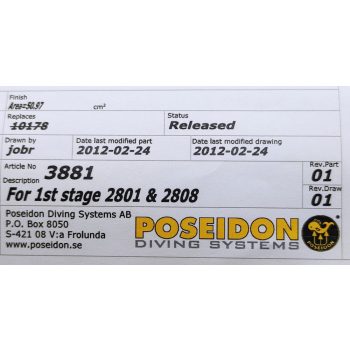 Finish
Area=50.97 cm²
Replaces
10178
Status
Released
Drawn by
jobr
Date last modified part
2012-02-24
Date last modified drawing
2012-02-24
Article No
3881
Rev.Part
01
Description
For 1st stage 2801 & 2808
Rev.Draw
01
Poseidon Diving Systems AB
P.O. Box 8050
S-421 08 V:a Frolunda
www.poseidon.se
POSEIDON
DIVING SYSTEMS
POSEIDON